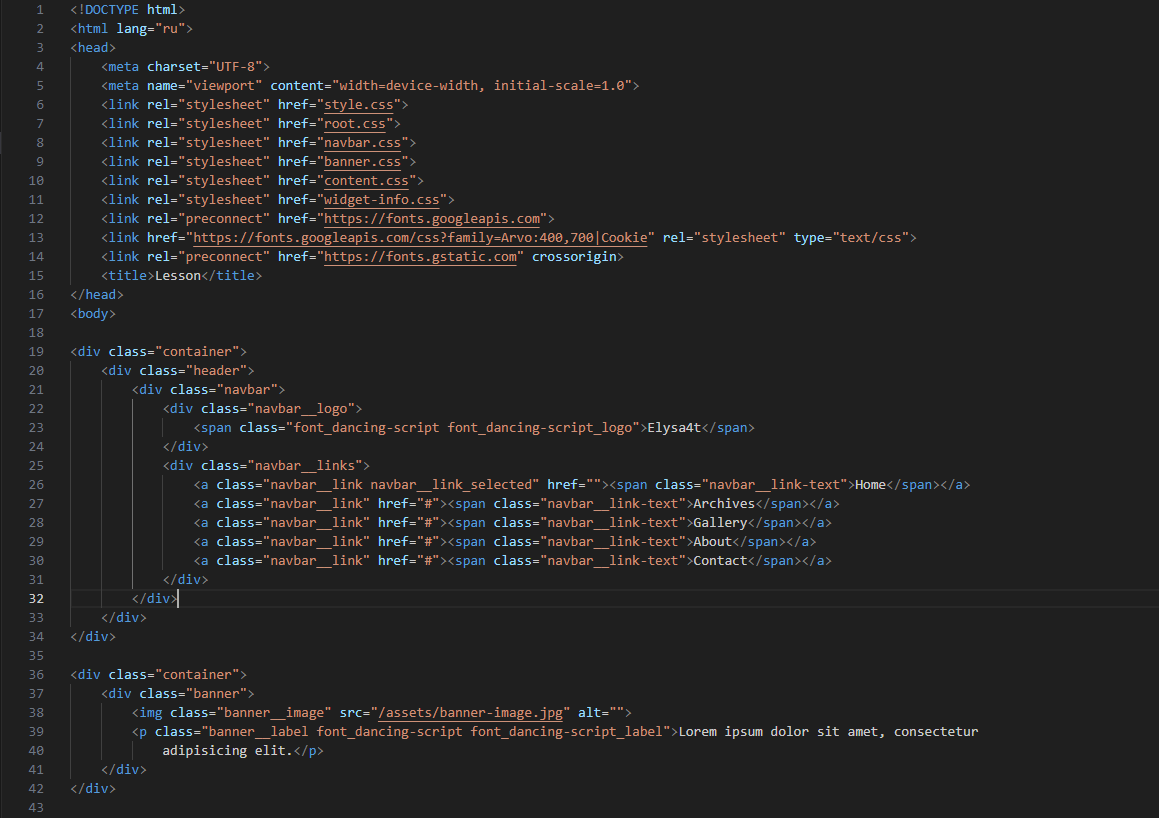 1 <!DOCTYPE html>
2 <html lang="ru">
3 <head>
4     <meta charset="UTF-8">
5     <meta name="viewport" content="width=device-width, initial-scale=1.0">
6     <link rel="stylesheet" href="style.css">
7     <link rel="stylesheet" href="root.css">
8     <link rel="stylesheet" href="navbar.css">
9     <link rel="stylesheet" href="banner.css">
10     <link rel="stylesheet" href="content.css">
11     <link rel="stylesheet" href="widget-info.css">
12     <link rel="preconnect" href="https://fonts.googleapis.com">
13     <link href="https://fonts.googleapis.com/css?family=Arvo:400,700|Cookie" rel="stylesheet" type="text/css">
14     <link rel="preconnect" href="https://fonts.gstatic.com" crossorigin>
15     <title>Lesson</title>
16 </head>
17 <body>
18
19 <div class="container">
20     <div class="header">
21         <div class="navbar">
22             <div class="navbar__logo">
23                 <span class="font_dancing-script font_dancing-script_logo">Elysa4t</span>
24             </div>
25             <div class="navbar__links">
26                 <a class="navbar__link navbar__link_selected" href=""><span class="navbar__link-text">Home</span></a>
27                 <a class="navbar__link" href="#"><span class="navbar__link-text">Archives</span></a>
28                 <a class="navbar__link" href="#"><span class="navbar__link-text">Gallery</span></a>
29                 <a class="navbar__link" href="#"><span class="navbar__link-text">About</span></a>
30                 <a class="navbar__link" href="#"><span class="navbar__link-text">Contact</span></a>
31             </div>
32         </div>
33     </div>
34 </div>
35
36 <div class="container">
37     <div class="banner">
38         <img class="banner__image" src="/assets/banner-image.jpg" alt="">
39         <p class="banner__label font_dancing-script font_dancing-script_label">Lorem ipsum dolor sit amet, consectetur
40             adipisicing elit.</p>
41     </div>
42 </div>
43